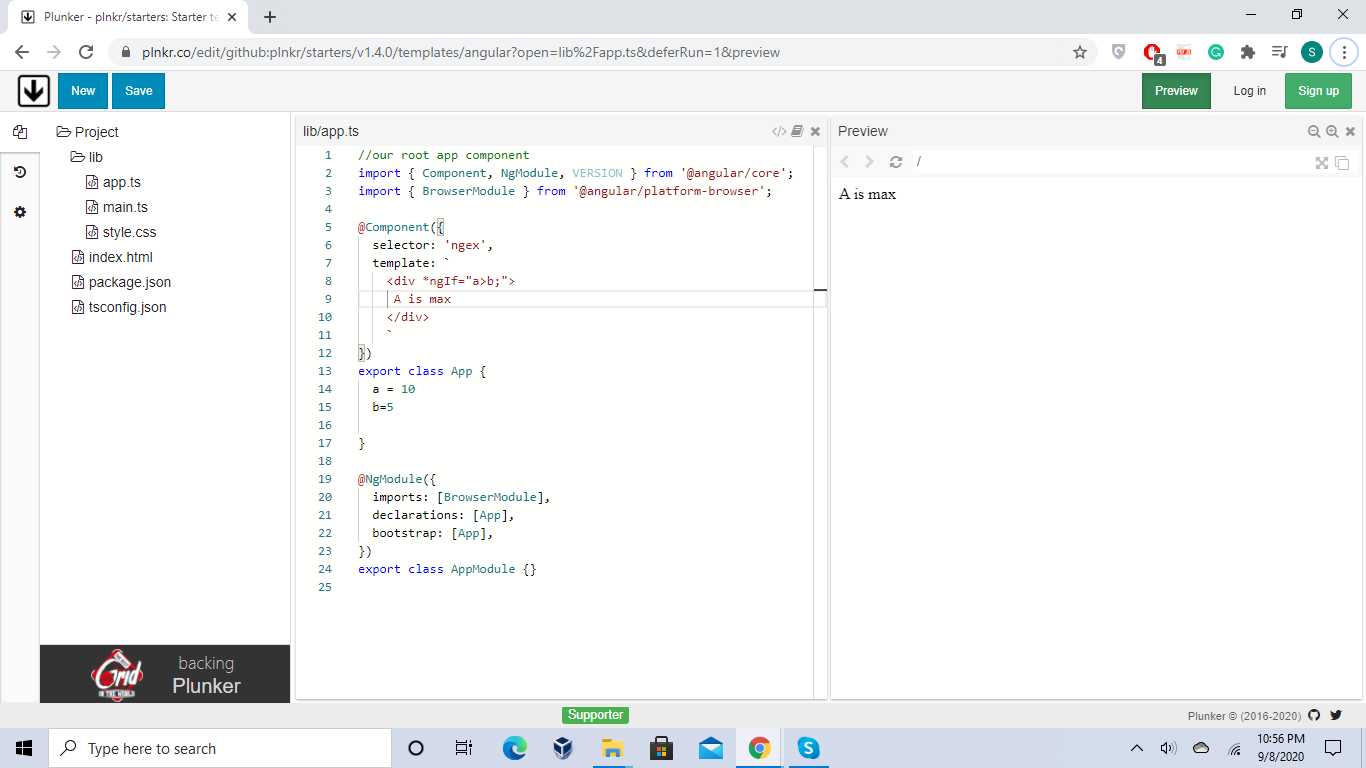 Plunker - plnkr/starters: Starter te
plnkr.co/edit/github:plnkr/starters/v1.4.0/templates/angular?open=lib%2Fapp.ts&deferRun=1&preview
4
S
New
Save
Preview
Log in
Sign up
Project
lib
app.ts
main.ts
style.css
index.html
package.json
tsconfig.json
backing
Plunker
Grid
IN THE WORLD
lib/app.ts
1 //our root app component
2 import { Component, NgModule, VERSION } from '@angular/core';
3 import { BrowserModule } from '@angular/platform-browser';
4
5 @Component({
6   selector: 'ngex',
7   template: `
8     <div *ngIf="a>b;">
9      A is max
10     </div>
11     `
12 })
13 export class App {
14   a = 10
15   b=5
16
17 }
18
19 @NgModule({
20   imports: [BrowserModule],
21   declarations: [App],
22   bootstrap: [App],
23 })
24 export class AppModule {}
25
Preview
/
A is max
Supporter
Plunker © (2016-2020)
Type here to search
10:56 PM
9/8/2020